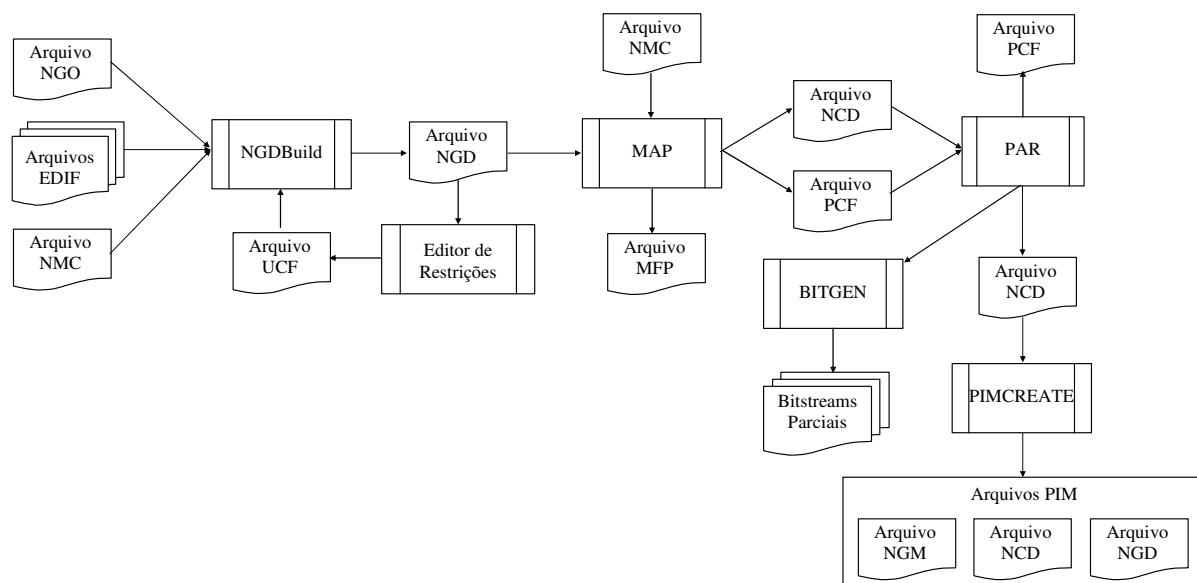 Arquivo
NGO
Arquivos
EDIF
Arquivo
NMC
NGDBuild
Arquivo
UCF
Arquivo
NGD
Editor de
Restrições
Arquivo
NMC
MAP
Arquivo
MFP
Arquivo
NCD
Arquivo
PCF
Arquivo
PCF
PAR
BITGEN
Bitstreams
Parciais
Arquivo
NCD
PIMCREATE
Arquivos PIM
Arquivo
NGM
Arquivo
NCD
Arquivo
NGD